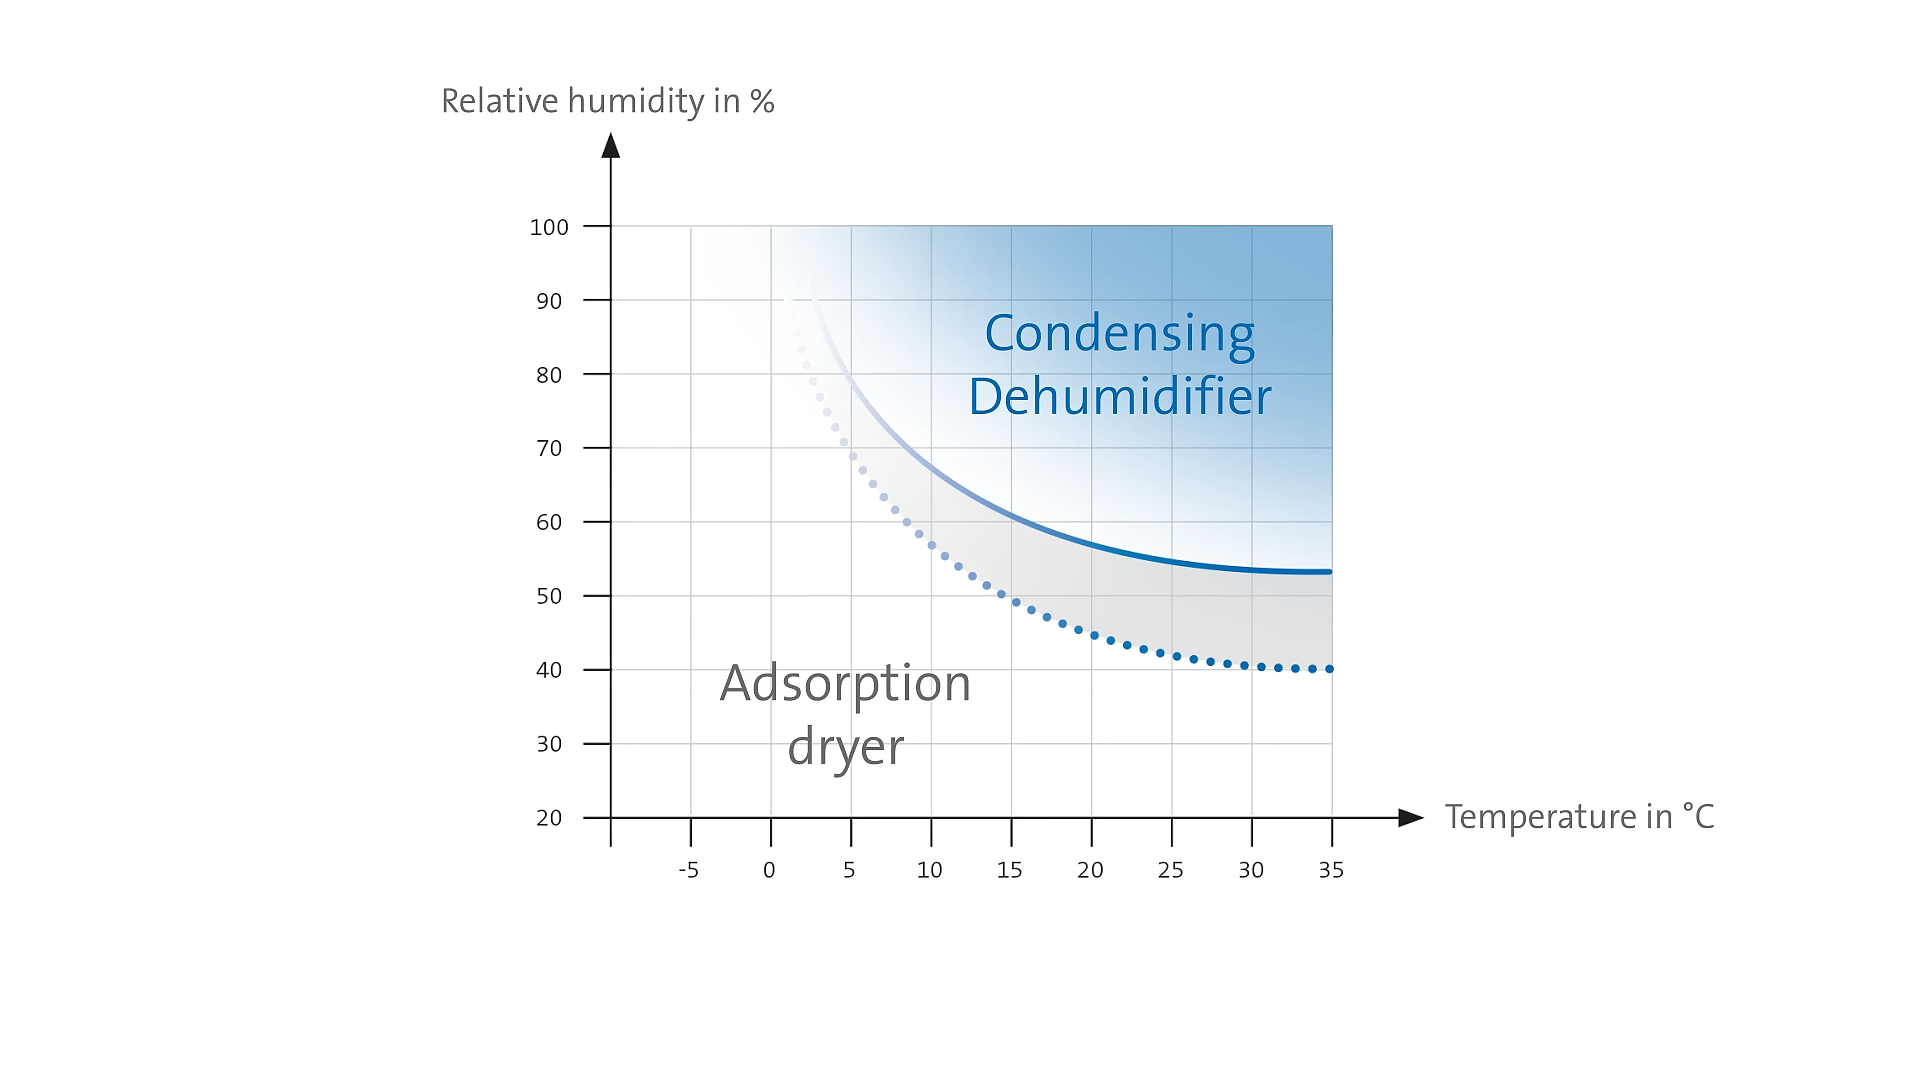 Relative humidity in %
100
90
80
70
60
50
40
30
20
Condensing
Dehumidifier
Adsorption
dryer
Temperature in °C
-5 0 5 10 15 20 25 30 35